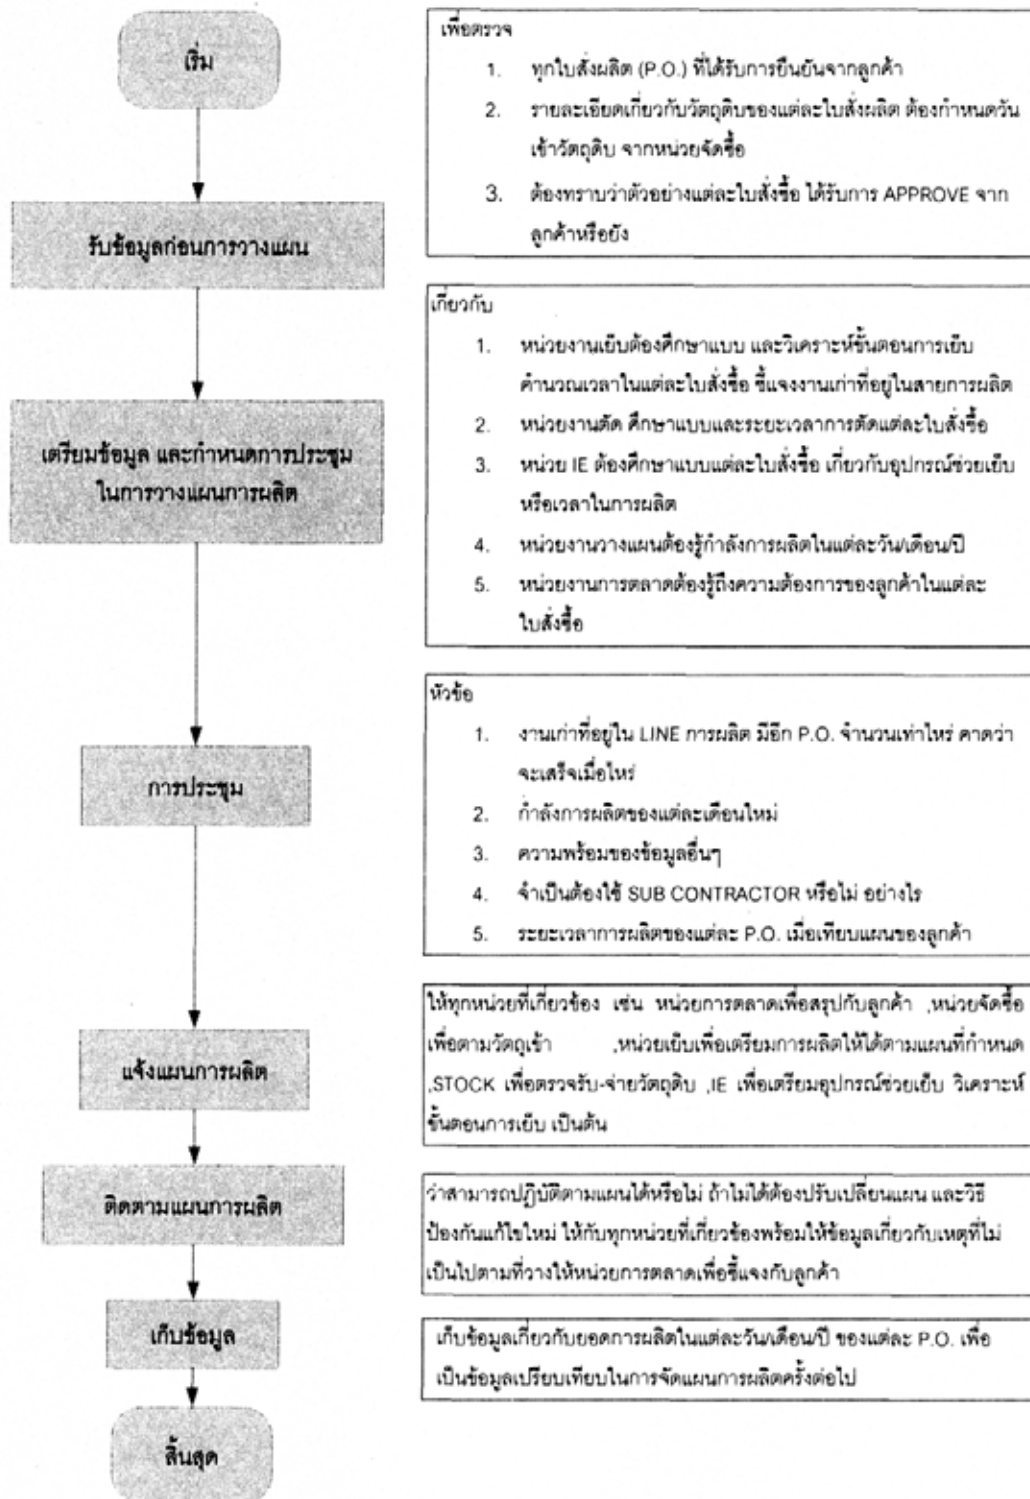 เริ่ม
เพื่อตรวจ
1. ทุกใบสั่งผลิต (P.O.) ที่ได้รับการยืนยันจากลูกค้า
2. รายละเอียดเกี่ยวกับวัตถุดิบของแต่ละใบสั่งผลิต ต้องกำหนดวัน
เข้าวัตถุดิบ จากหน่วยจัดซื้อ
3. ต้องทราบว่าตัวอย่างแต่ละใบสั่งซื้อ ได้รับการ APPROVE จาก
ลูกค้าหรือยัง
รับข้อมูลก่อนการวางแผน
เกี่ยวกับ
1. หน่วยงานเย็บต้องศึกษาแบบ และวิเคราะห์ขั้นตอนการเย็บ
คำนวณเวลาในแต่ละใบสั่งซื้อ ชี้แจงงานเก่าที่อยู่ในสายการผลิต
2. หน่วยงานตัด ศึกษาแบบและระยะเวลาการตัดแต่ละใบสั่งซื้อ
3. หน่วย IE ต้องศึกษาแบบแต่ละใบสั่งซื้อ เกี่ยวกับอุปกรณ์ช่วยเย็บ
หรือเวลาในการผลิต
4. หน่วยงานวางแผนต้องรู้กำลังการผลิตในแต่ละวัน/เดือน/ปี
5. หน่วยงานการตลาดต้องรู้ถึงความต้องการของลูกค้าในแต่ละ
ใบสั่งซื้อ
เตรียมข้อมูล และกำหนดการประชุม
ในการวางแผนการผลิต
หัวข้อ
1. งานเก่าที่อยู่ใน LINE การผลิต มีอีก P.O. จำนวนเท่าไหร่ คาดว่า
จะเสร็จเมื่อไหร่
2. กำลังการผลิตของแต่ละเดือนใหม่
3. ความพร้อมของข้อมูลอื่นๆ
4. จำเป็นต้องใช้ SUB CONTRACTOR หรือไม่ อย่างไร
5. ระยะเวลาการผลิตของแต่ละ P.O. เมื่อเทียบแผนของลูกค้า
การประชุม
ให้ทุกหน่วยที่เกี่ยวข้อง เช่น หน่วยการตลาดเพื่อสรุปกับลูกค้า ,หน่วยจัดซื้อ
เพื่อตามวัตถุเข้า ,หน่วยเย็บเพื่อเตรียมการผลิตให้ได้ตามแผนที่กำหนด
,STOCK เพื่อตรวจรับ-จ่ายวัตถุดิบ ,IE เพื่อเตรียมอุปกรณ์ช่วยเย็บ วิเคราะห์
ขั้นตอนการเย็บ เป็นต้น
แจ้งแผนการผลิต
ว่าสามารถปฏิบัติตามแผนได้หรือไม่ ถ้าไม่ได้ต้องปรับเปลี่ยนแผน และวิธี
ป้องกันแก้ไขใหม่ ให้กับทุกหน่วยที่เกี่ยวข้องพร้อมให้ข้อมูลเกี่ยวกับเหตุที่ไม่
เป็นไปตามที่วางให้หน่วยการตลาดเพื่อชี้แจงกับลูกค้า
ติดตามแผนการผลิต
เก็บข้อมูลเกี่ยวกับยอดการผลิตในแต่ละวัน/เดือน/ปี ของแต่ละ P.O. เพื่อ
เป็นข้อมูลเปรียบเทียบในการจัดแผนการผลิตครั้งต่อไป
เก็บข้อมูล
สิ้นสุด